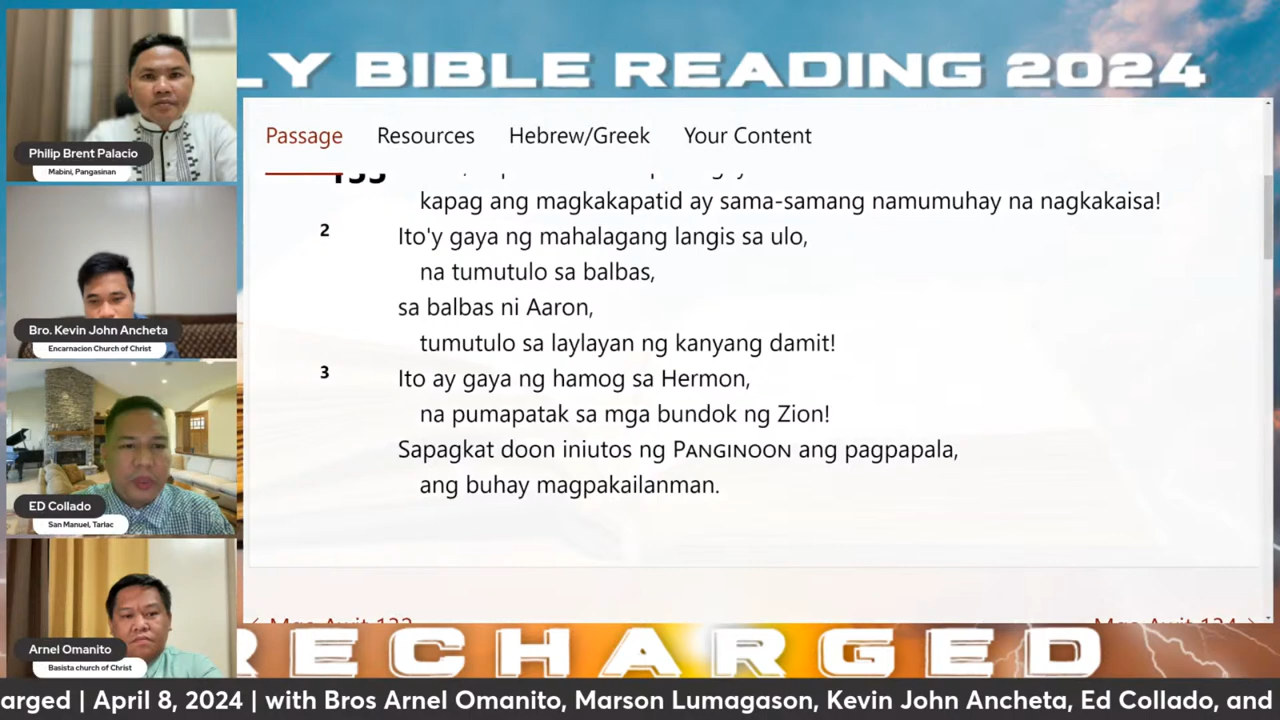 LY BIBLE READING 2024
Philip Brent Palacio
Mabini, Pangasinan
Bro. Kevin John Ancheta
Encarnacion Church of Christ
ED Collado
San Manuel, Tarlac
Arnel Omanito
Basista church of Christ
Passage Resources Hebrew/Greek Your Content
kapag ang magkakapatid ay sama-samang namumuhay na nagkakaisa!
2 Ito'y gaya ng mahalagang langis sa ulo,
na tumutulo sa balbas,
sa balbas ni Aaron,
tumutulo sa laylayan ng kanyang damit!
3 Ito ay gaya ng hamog sa Hermon,
na pumapatak sa mga bundok ng Zion!
Sapagkat doon iniutos ng PANGINOON ang pagpapala,
ang buhay magpakailanman.
RECHARGED
arged | April 8, 2024 | with Bros Arnel Omanito, Marson Lumagason, Kevin John Ancheta, Ed Collado, and